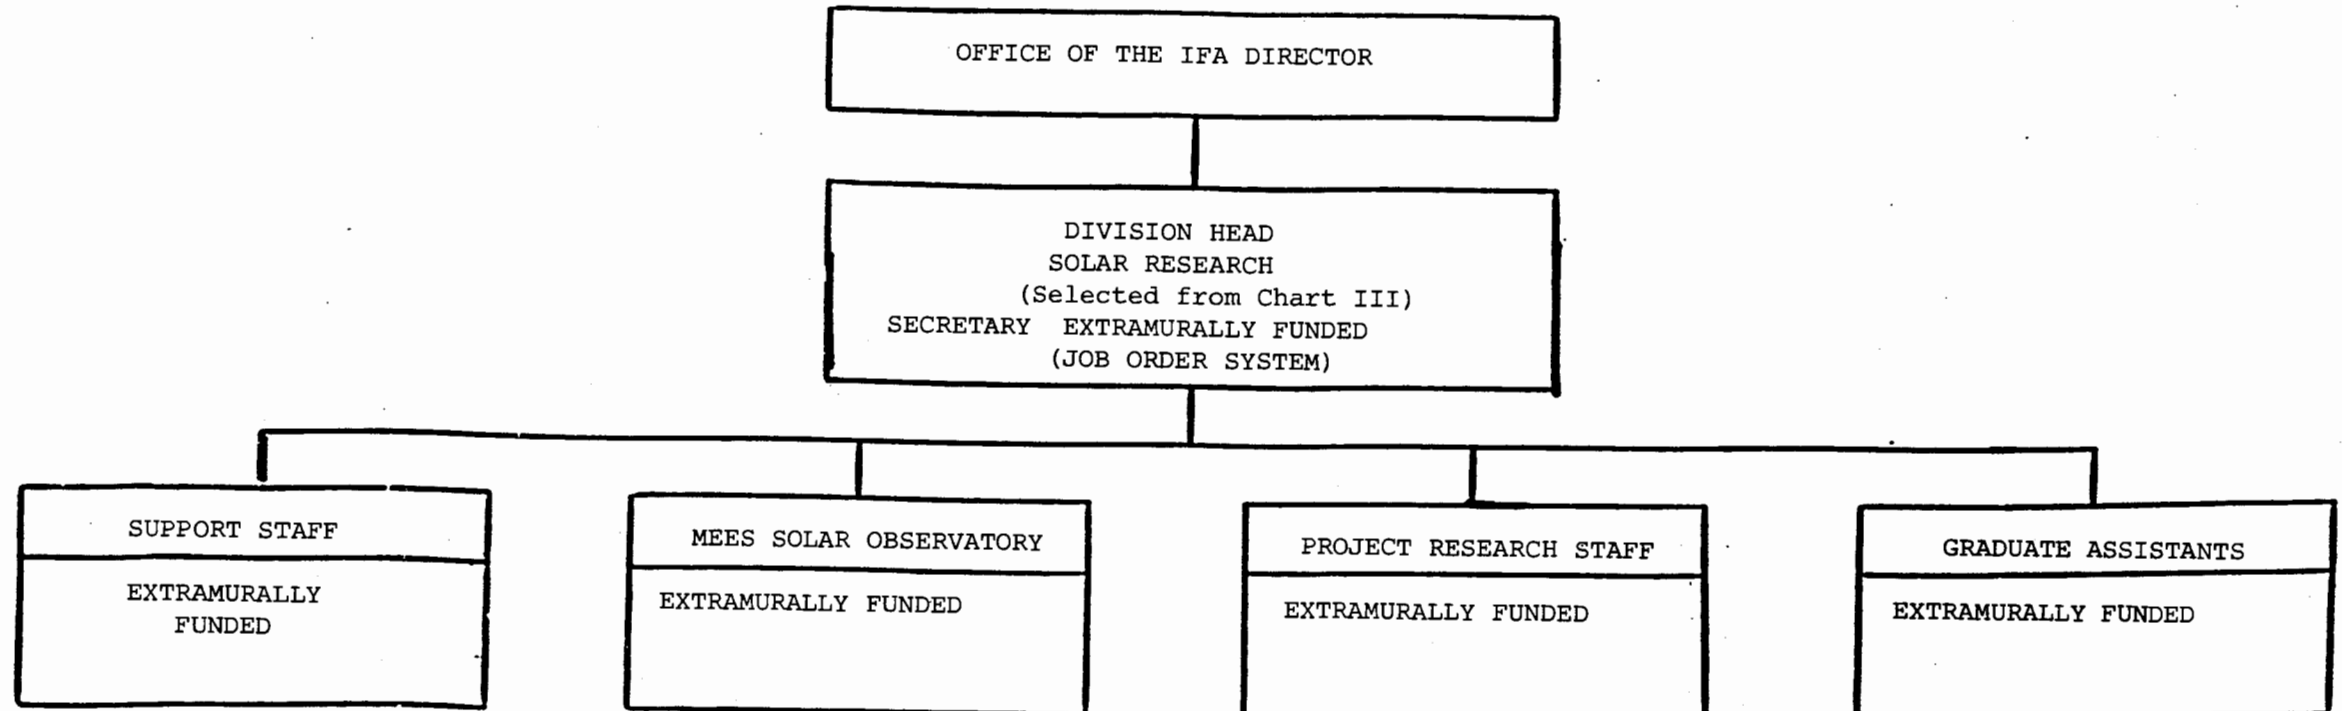 OFFICE OF THE IFA DIRECTOR
DIVISION HEAD
SOLAR RESEARCH
(Selected from Chart III)
SECRETARY EXTRAMURALLY FUNDED
(JOB ORDER SYSTEM)
SUPPORT STAFF
EXTRAMURALLY
FUNDED
MEES SOLAR OBSERVATORY
EXTRAMURALLY FUNDED
PROJECT RESEARCH STAFF
EXTRAMURALLY FUNDED
GRADUATE ASSISTANTS
EXTRAMURALLY FUNDED